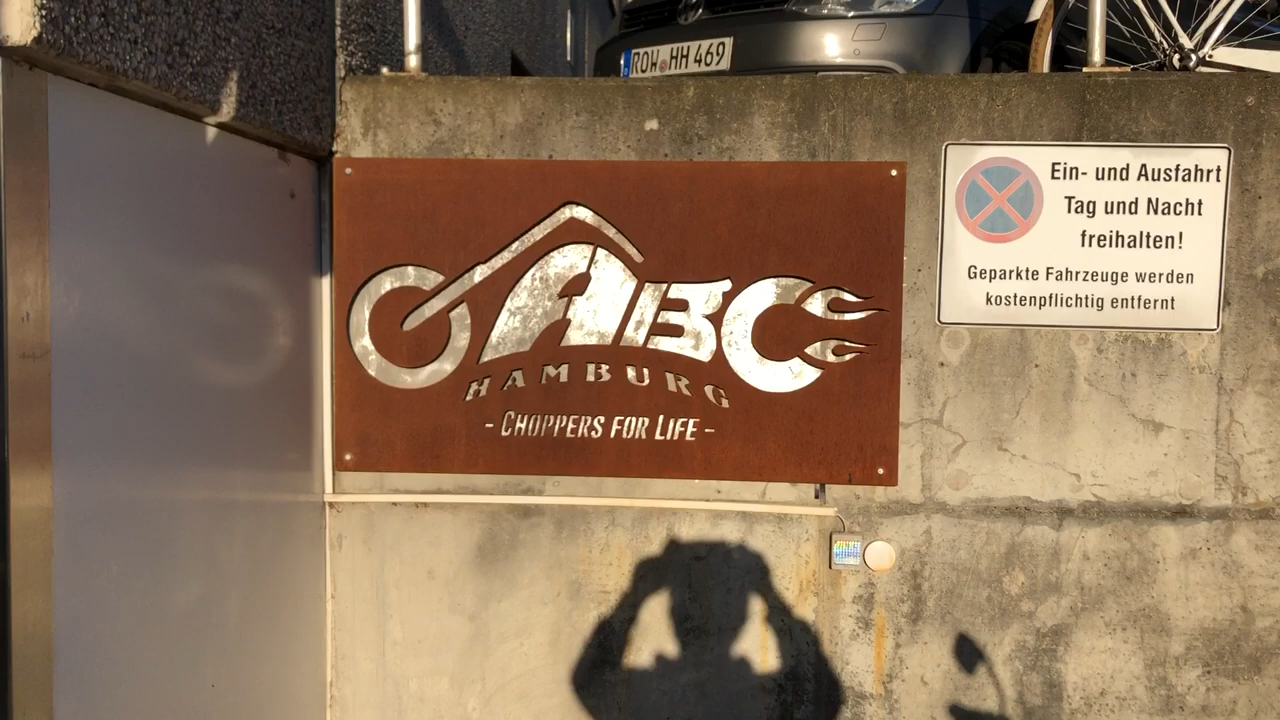 ROW HH 469
ABC
HAMBURG
- CHOPPERS FOR LIFE -
Ein- und Ausfahrt
Tag und Nacht
freihalten!
Geparkte Fahrzeuge werden
kostenpflichtig entfernt